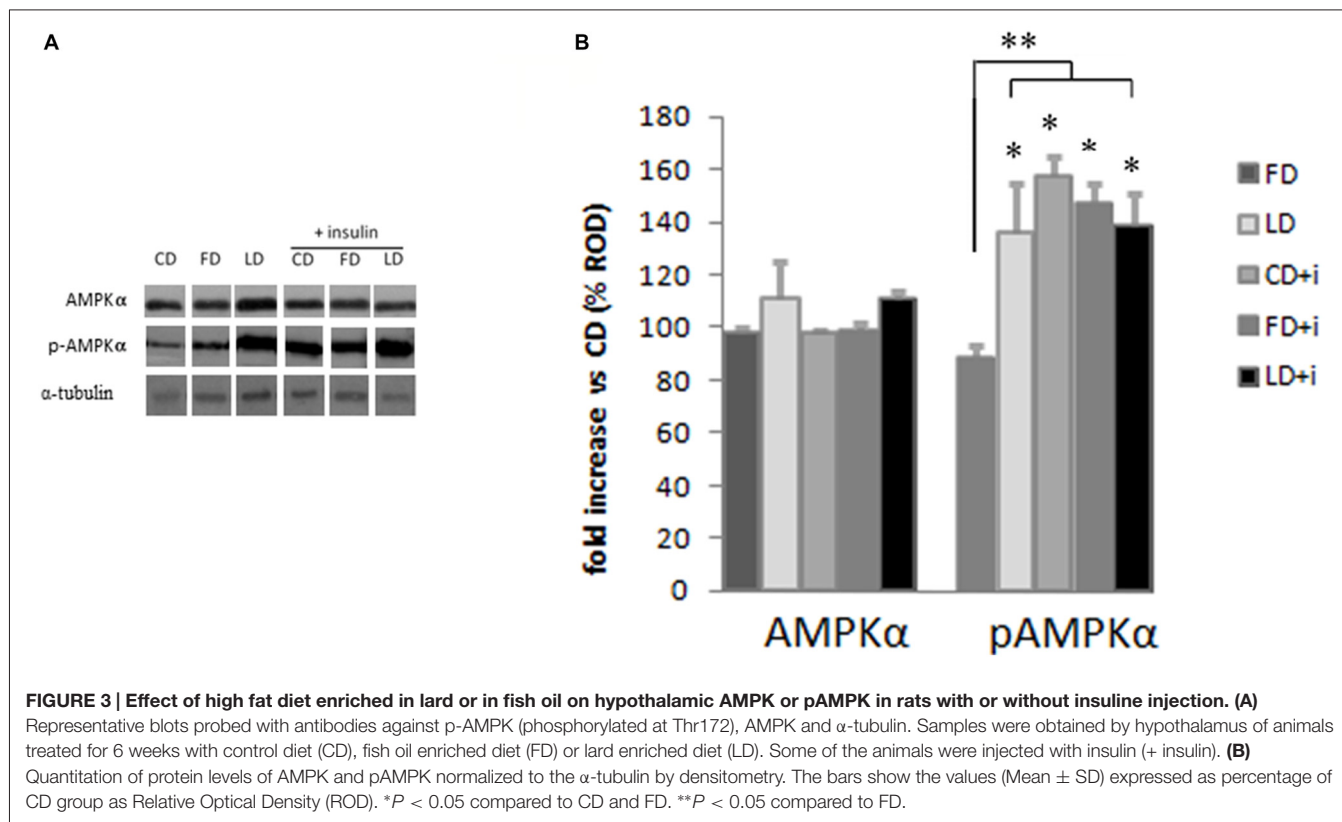 A
+ insulin
CD FD LD CD FD LD
AMPKα
p-AMPKα
α-tubulin
B
**
* * * *
fold increase vs CD (% ROD)
180
160
140
120
100
80
60
40
20
0
AMPKα pAMPKα
FD
LD
CD+i
FD+i
LD+i
FIGURE 3 | Effect of high fat diet enriched in lard or in fish oil on hypothalamic AMPK or pAMPK in rats with or without insuline injection. (A)
Representative blots probed with antibodies against p-AMPK (phosphorylated at Thr172), AMPK and α-tubulin. Samples were obtained by hypothalamus of animals
treated for 6 weeks with control diet (CD), fish oil enriched diet (FD) or lard enriched diet (LD). Some of the animals were injected with insulin (+ insulin). (B)
Quantitation of protein levels of AMPK and pAMPK normalized to the α-tubulin by densitometry. The bars show the values (Mean ± SD) expressed as percentage of
CD group as Relative Optical Density (ROD). *P < 0.05 compared to CD and FD. **P < 0.05 compared to FD.